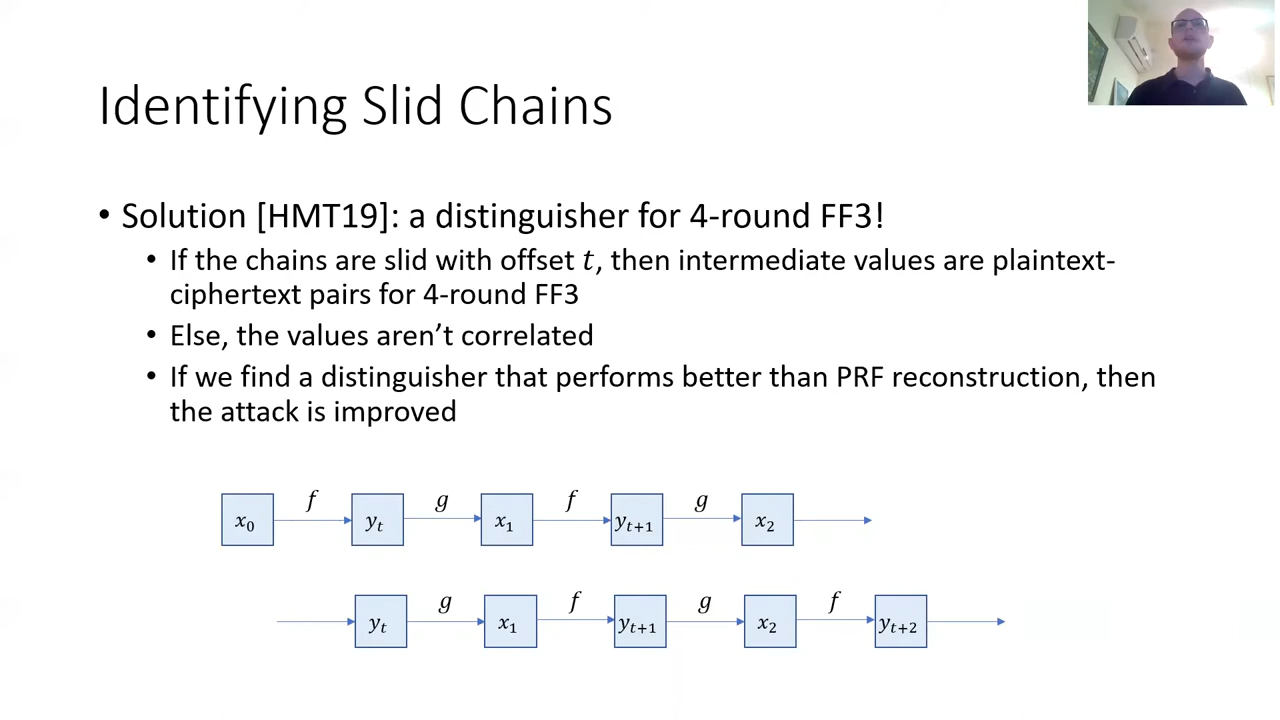 Identifying Slid Chains
• Solution [HMT19]: a distinguisher for 4-round FF3!
• If the chains are slid with offset t, then intermediate values are plaintext-
ciphertext pairs for 4-round FF3
• Else, the values aren’t correlated
• If we find a distinguisher that performs better than PRF reconstruction, then
the attack is improved
f g f g
x₀ yₜ x₁ yₜ₊₁ x₂
g f g f
yₜ x₁ yₜ₊₁ x₂ yₜ₊₂